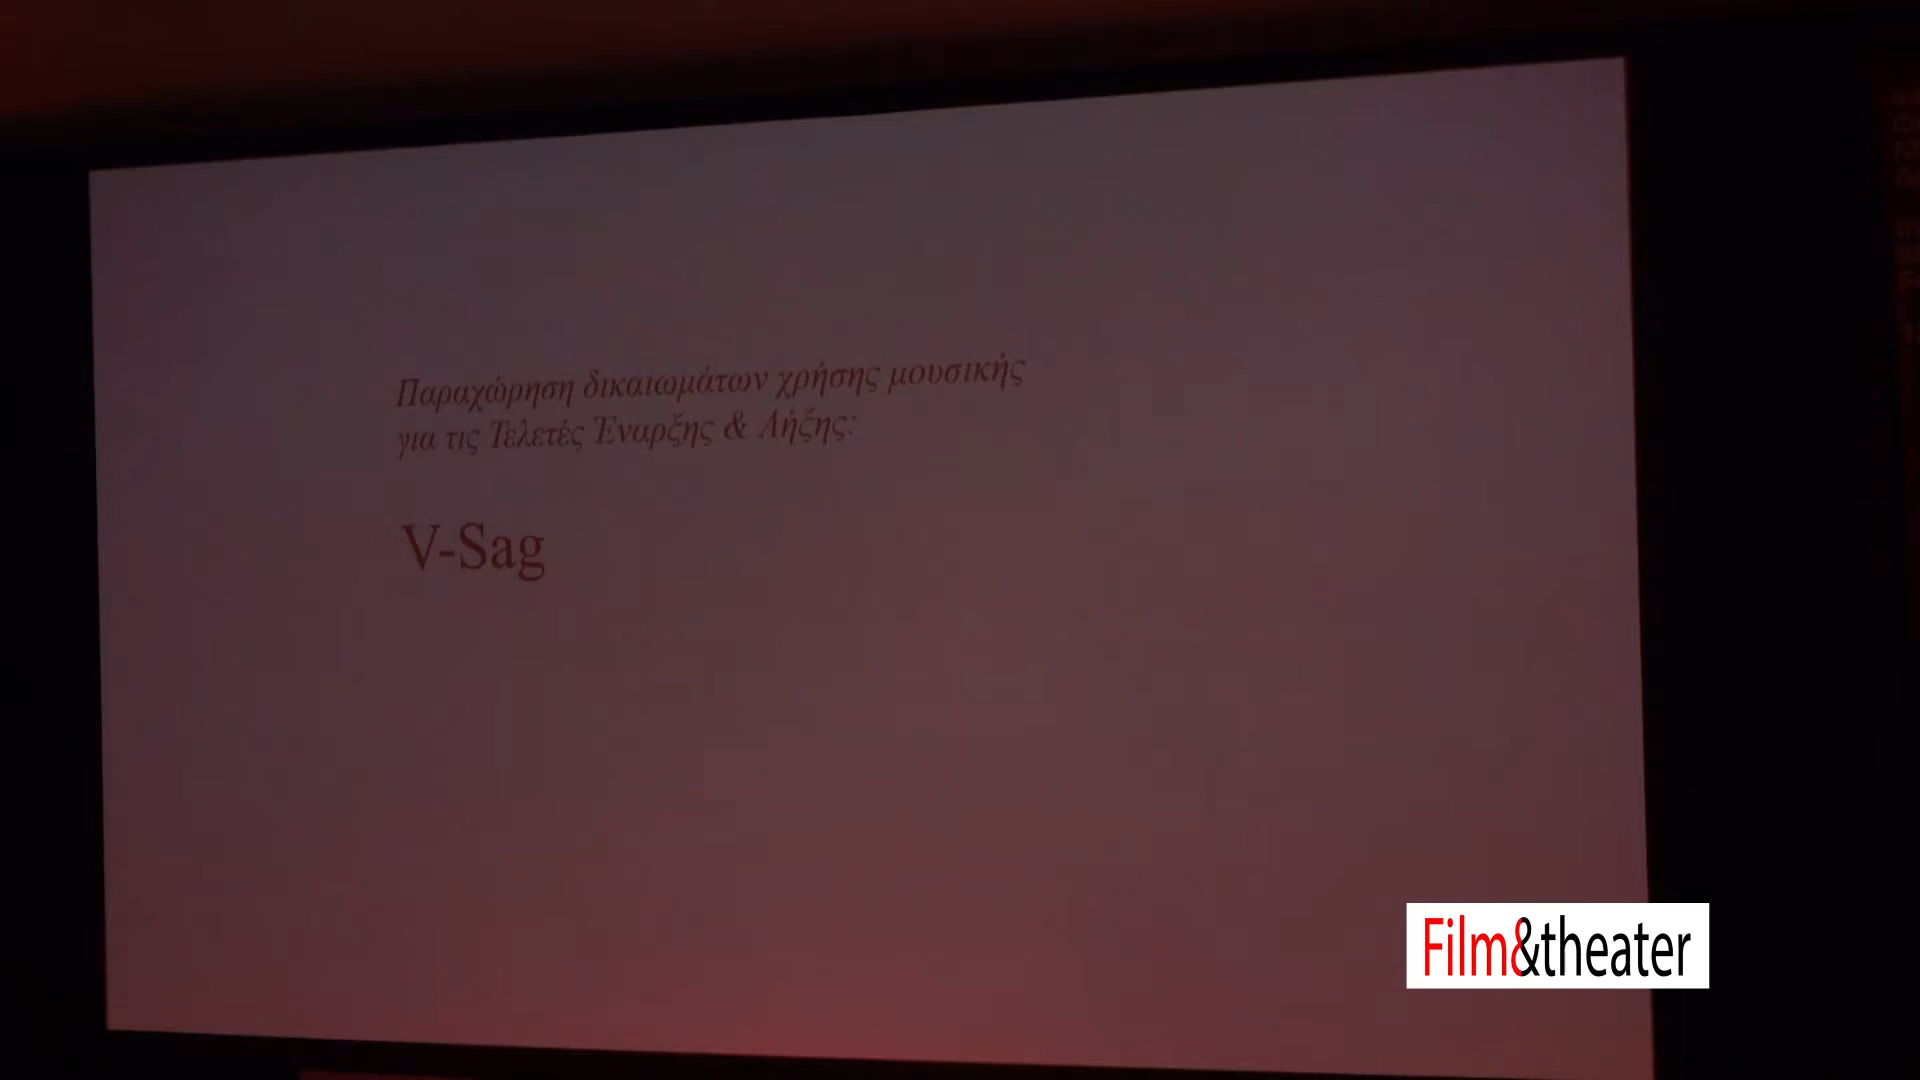 Παραχώρηση δικαιωμάτων χρήσης μουσικής
για τις Τελετές Έναρξης & Λήξης:
V-Sag
Film&theater